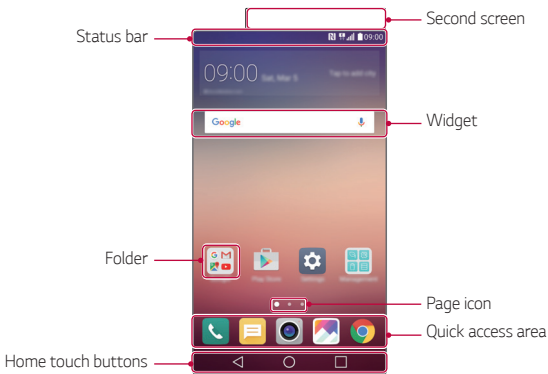 Second screen
Status bar
09:00
09:00 Sat, Mar 5
Tap to add city
Google
Widget
Folder
Google
Play Store
Settings
Management
Page icon
Quick access area
Home touch buttons